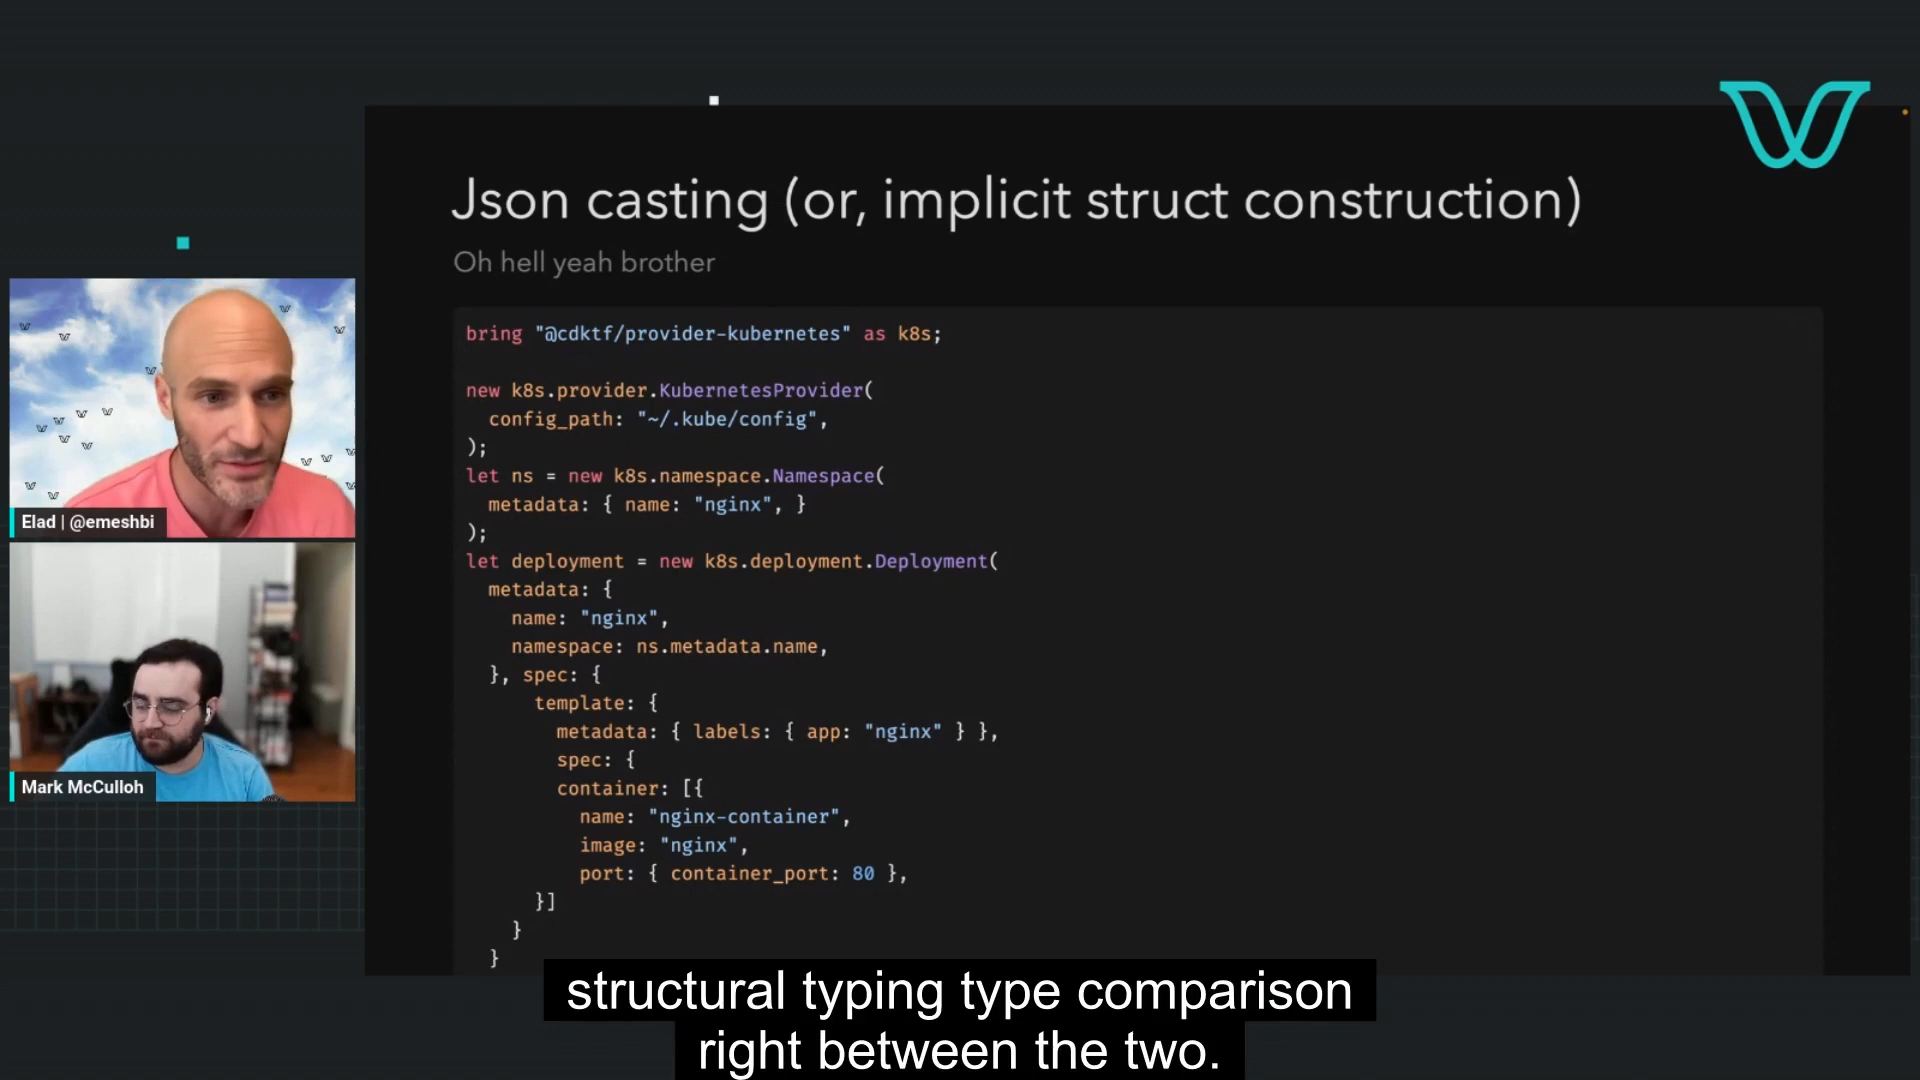 Json casting (or, implicit struct construction)
Oh hell yeah brother
bring "@cdktf/provider-kubernetes" as k8s;
new k8s.provider.KubernetesProvider(
config_path: "~/.kube/config",
);
let ns = new k8s.namespace.Namespace(
metadata: { name: "nginx", }
);
let deployment = new k8s.deployment.Deployment(
metadata: {
name: "nginx",
namespace: ns.metadata.name,
}, spec: {
template: {
metadata: { labels: { app: "nginx" } },
spec: {
container: [{
name: "nginx-container",
image: "nginx",
port: { container_port: 80 },
}]
}
}
Elad | @emeshbi
Mark McCulloh
structural typing type comparison
right between the two.